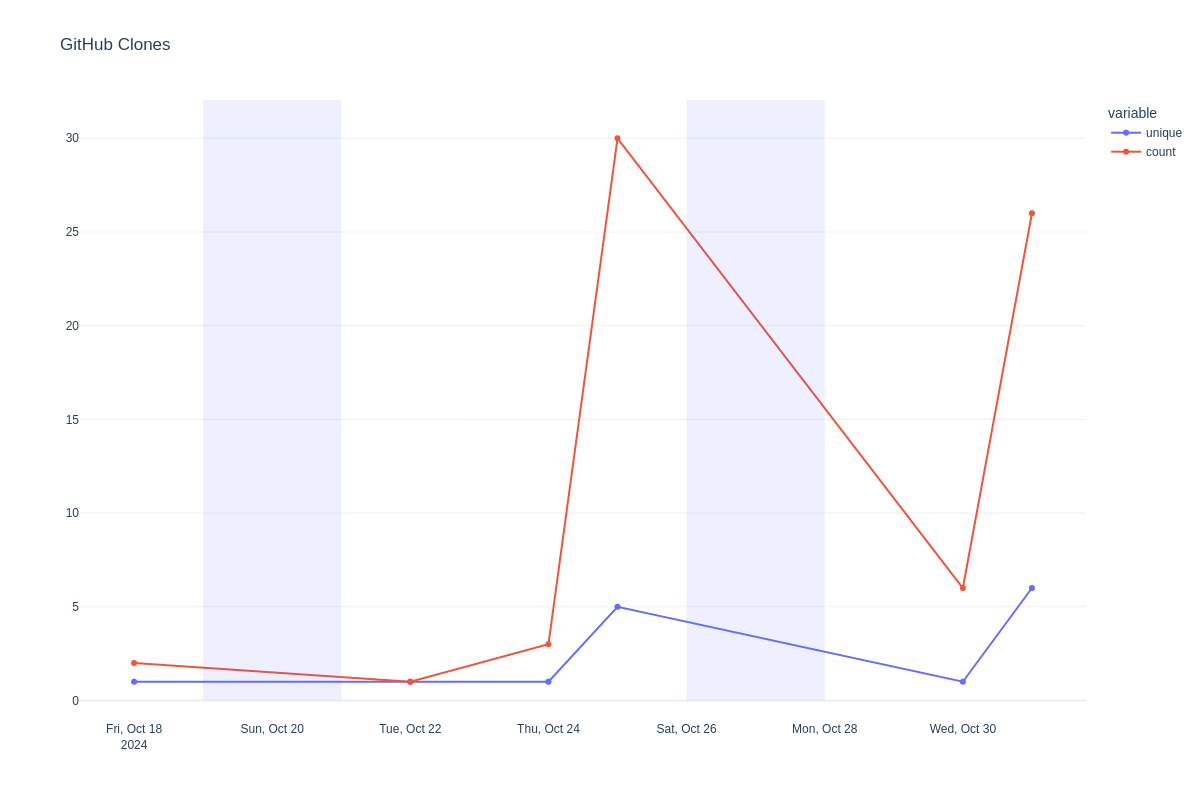 GitHub Clones
variable
unique
count
30
25
20
15
10
5
0
Fri, Oct 18
2024
Sun, Oct 20
Tue, Oct 22
Thu, Oct 24
Sat, Oct 26
Mon, Oct 28
Wed, Oct 30